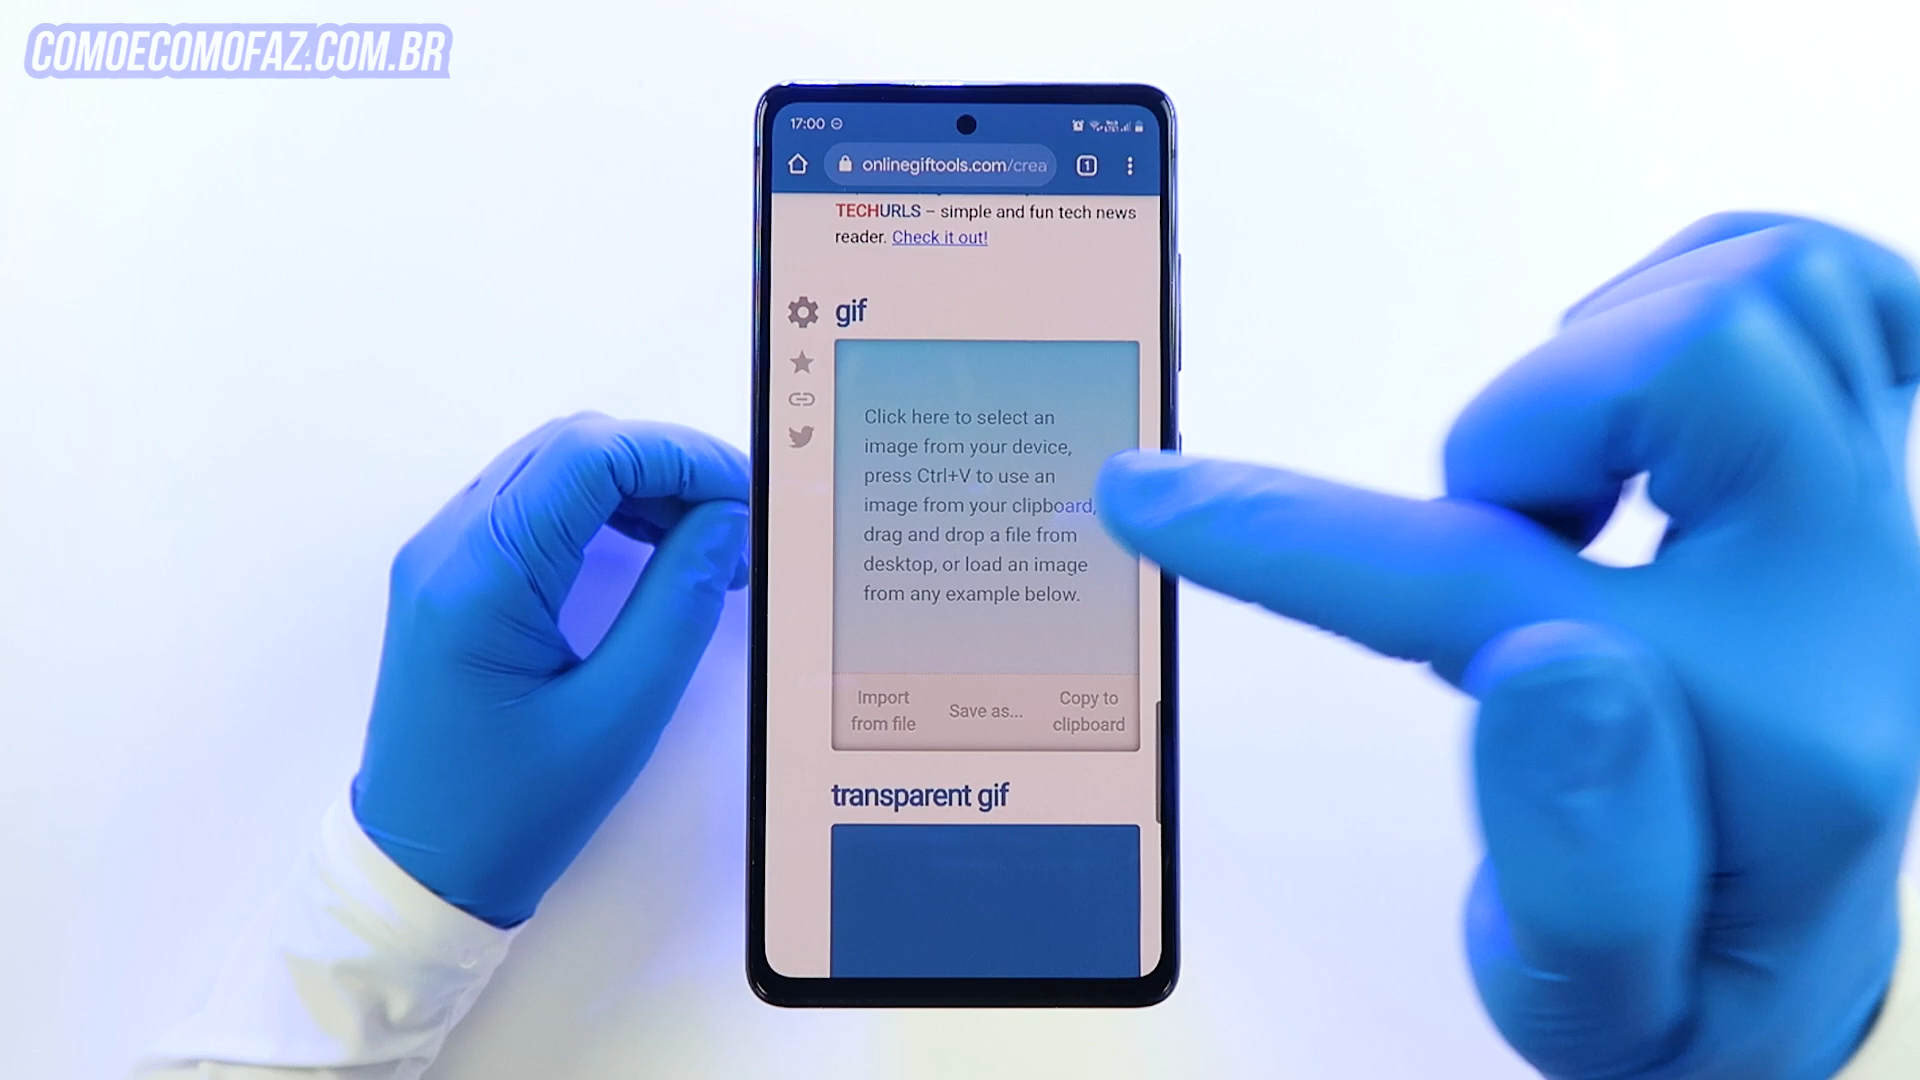 COMOECOMOFAZ.COM.BR
17:00
onlinegiftools.com/crea
1
TECHURLS – simple and fun tech news
reader. Check it out!
gif
Click here to select an
image from your device,
press Ctrl+V to use an
image from your clipboard,
drag and drop a file from
desktop, or load an image
from any example below.
Import
from file
Save as...
Copy to
clipboard
transparent gif